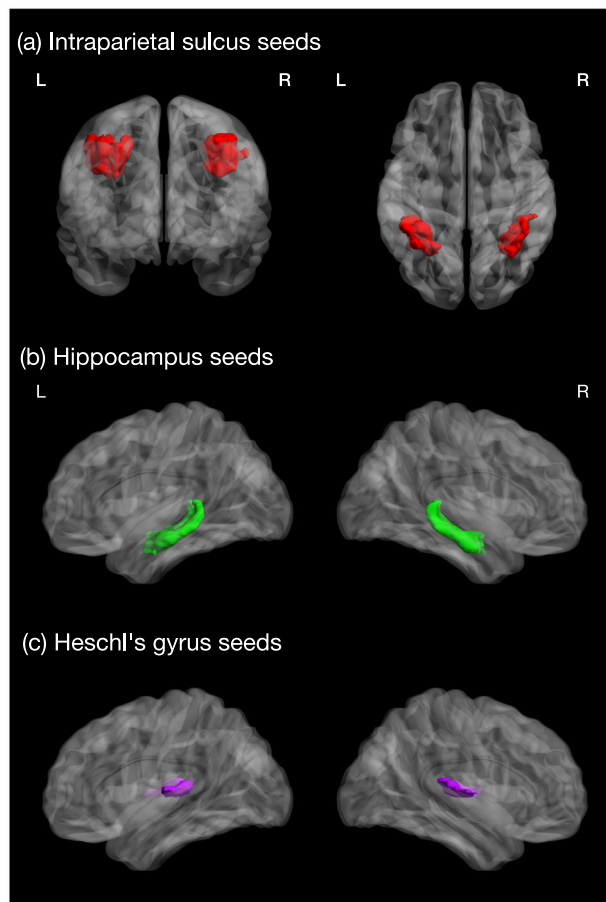 (a) Intraparietal sulcus seeds
L R L R
(b) Hippocampus seeds
L R
(c) Heschl's gyrus seeds